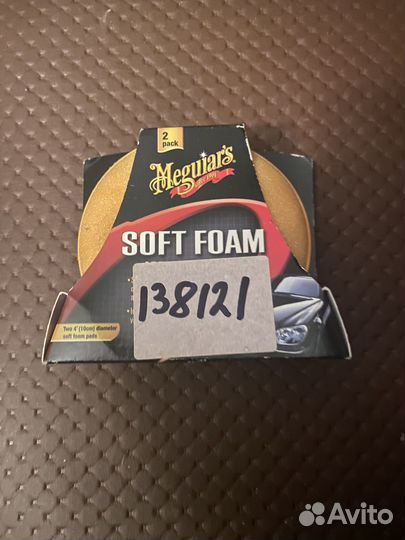 2
pack
Meguiar's
SOFT FOAM
138121
Two 4" (10cm) diameter
soft foam pads
Avito